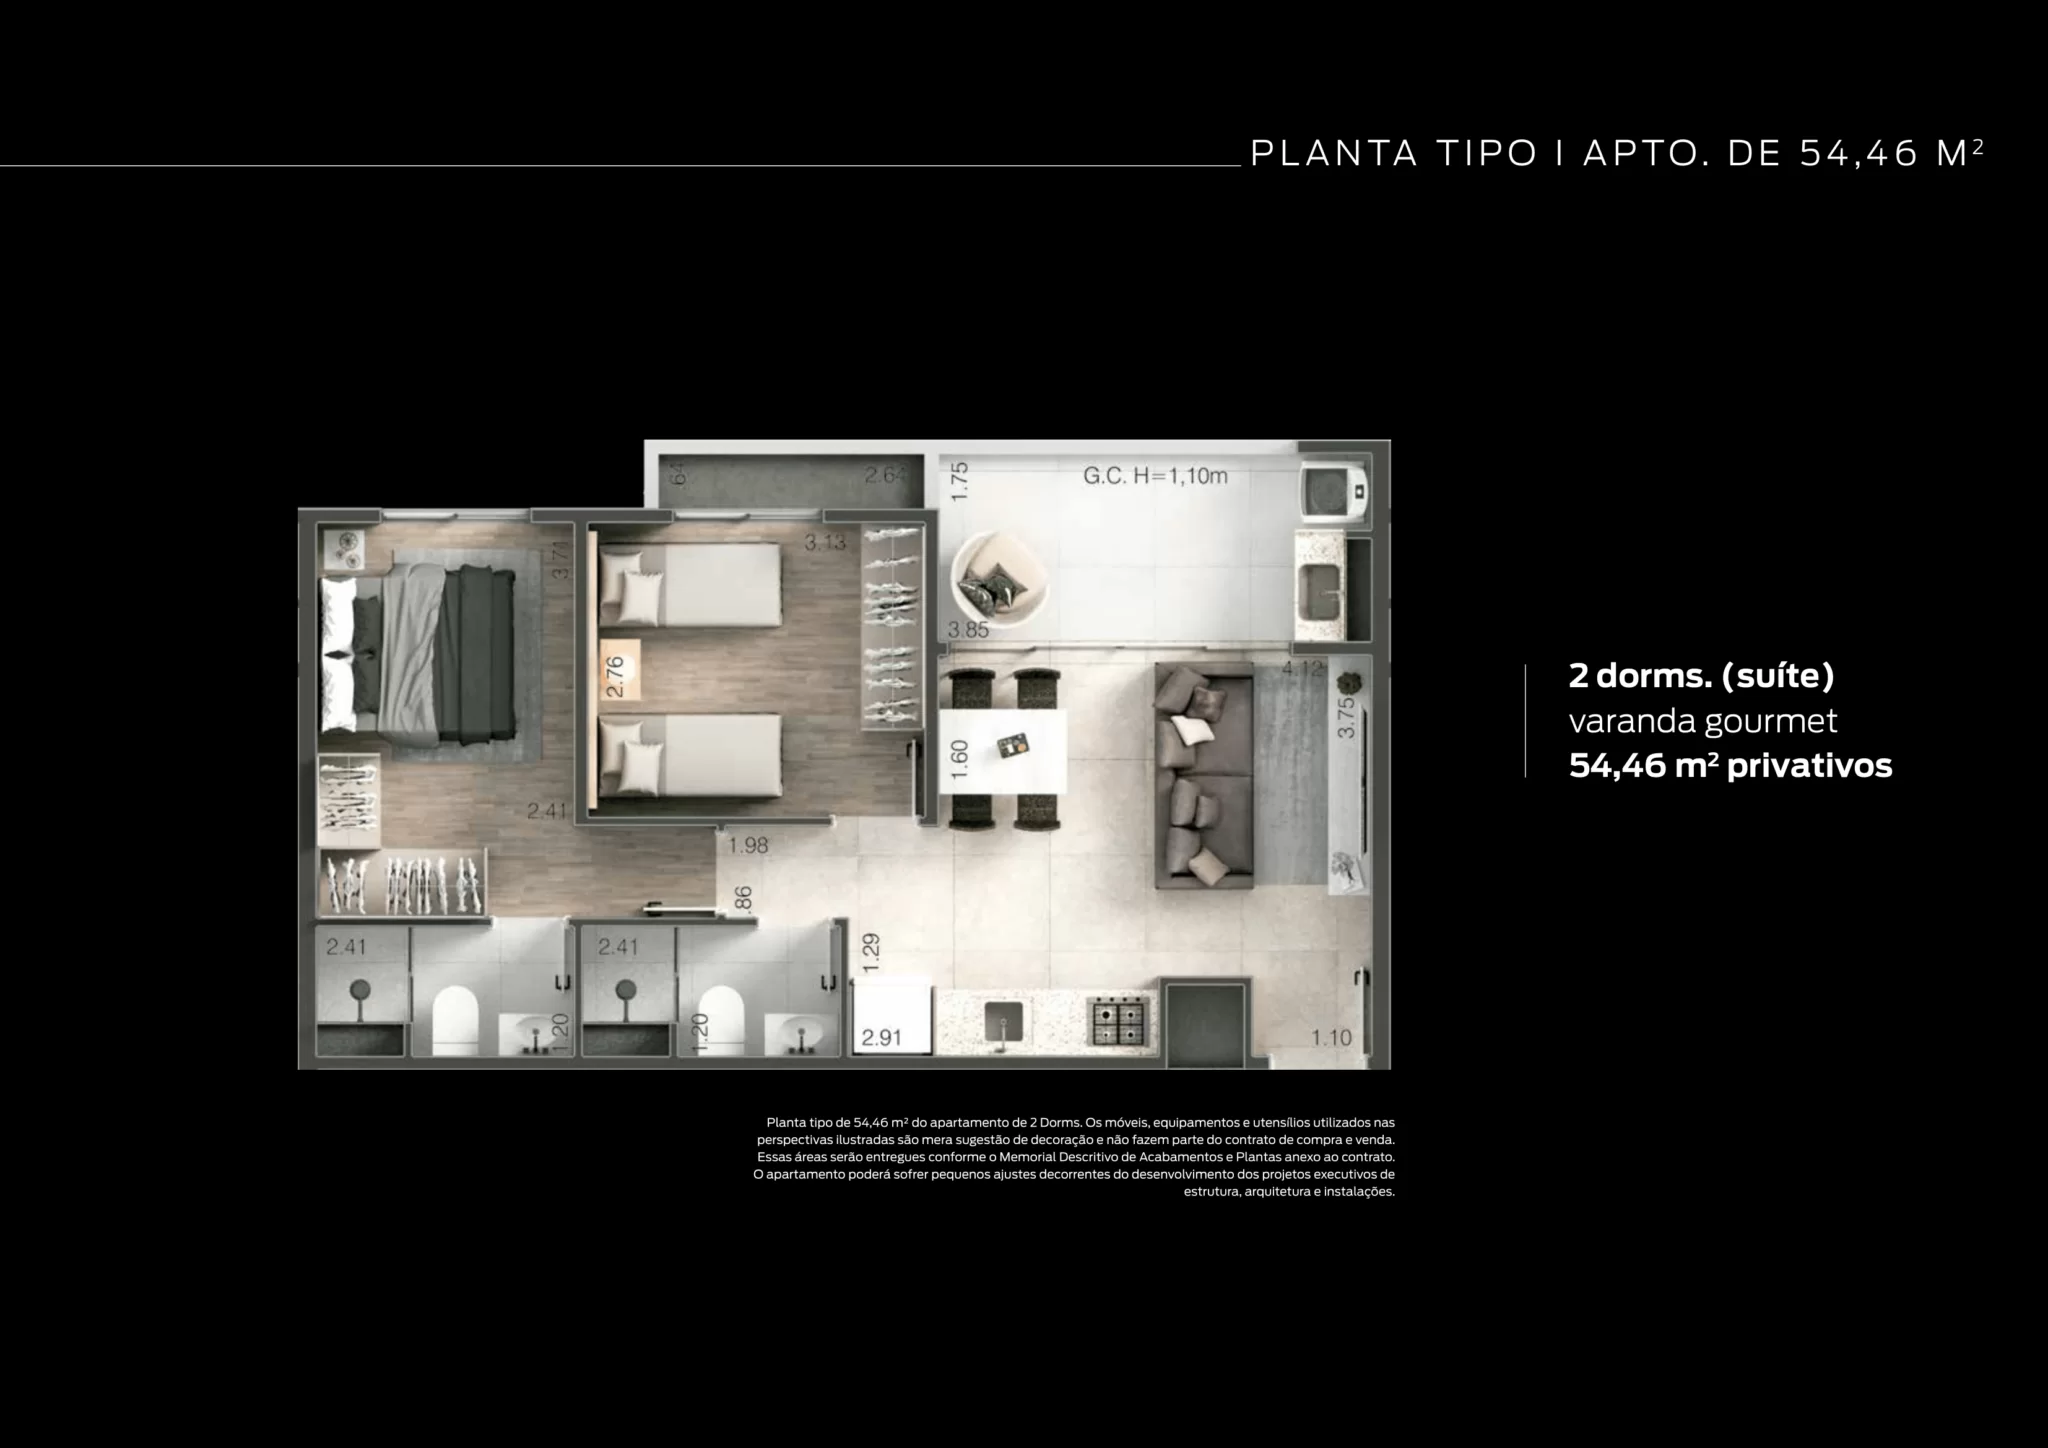 PLANTA TIPO I APTO. DE 54,46 M²
.64
2.64
1.75
G.C. H=1,10m
3.71
3.13
3.85
2.76
4.12
3.75
1.60
2.41
1.98
.86
2.41
2.41
1.29
1.20
1.20
2.91
1.10
2 dorms. (suíte)
varanda gourmet
54,46 m² privativos
Planta tipo de 54,46 m² do apartamento de 2 Dorms. Os móveis, equipamentos e utensílios utilizados nas
perspectivas ilustradas são mera sugestão de decoração e não fazem parte do contrato de compra e venda.
Essas áreas serão entregues conforme o Memorial Descritivo de Acabamentos e Plantas anexo ao contrato.
O apartamento poderá sofrer pequenos ajustes decorrentes do desenvolvimento dos projetos executivos de
estrutura, arquitetura e instalações.